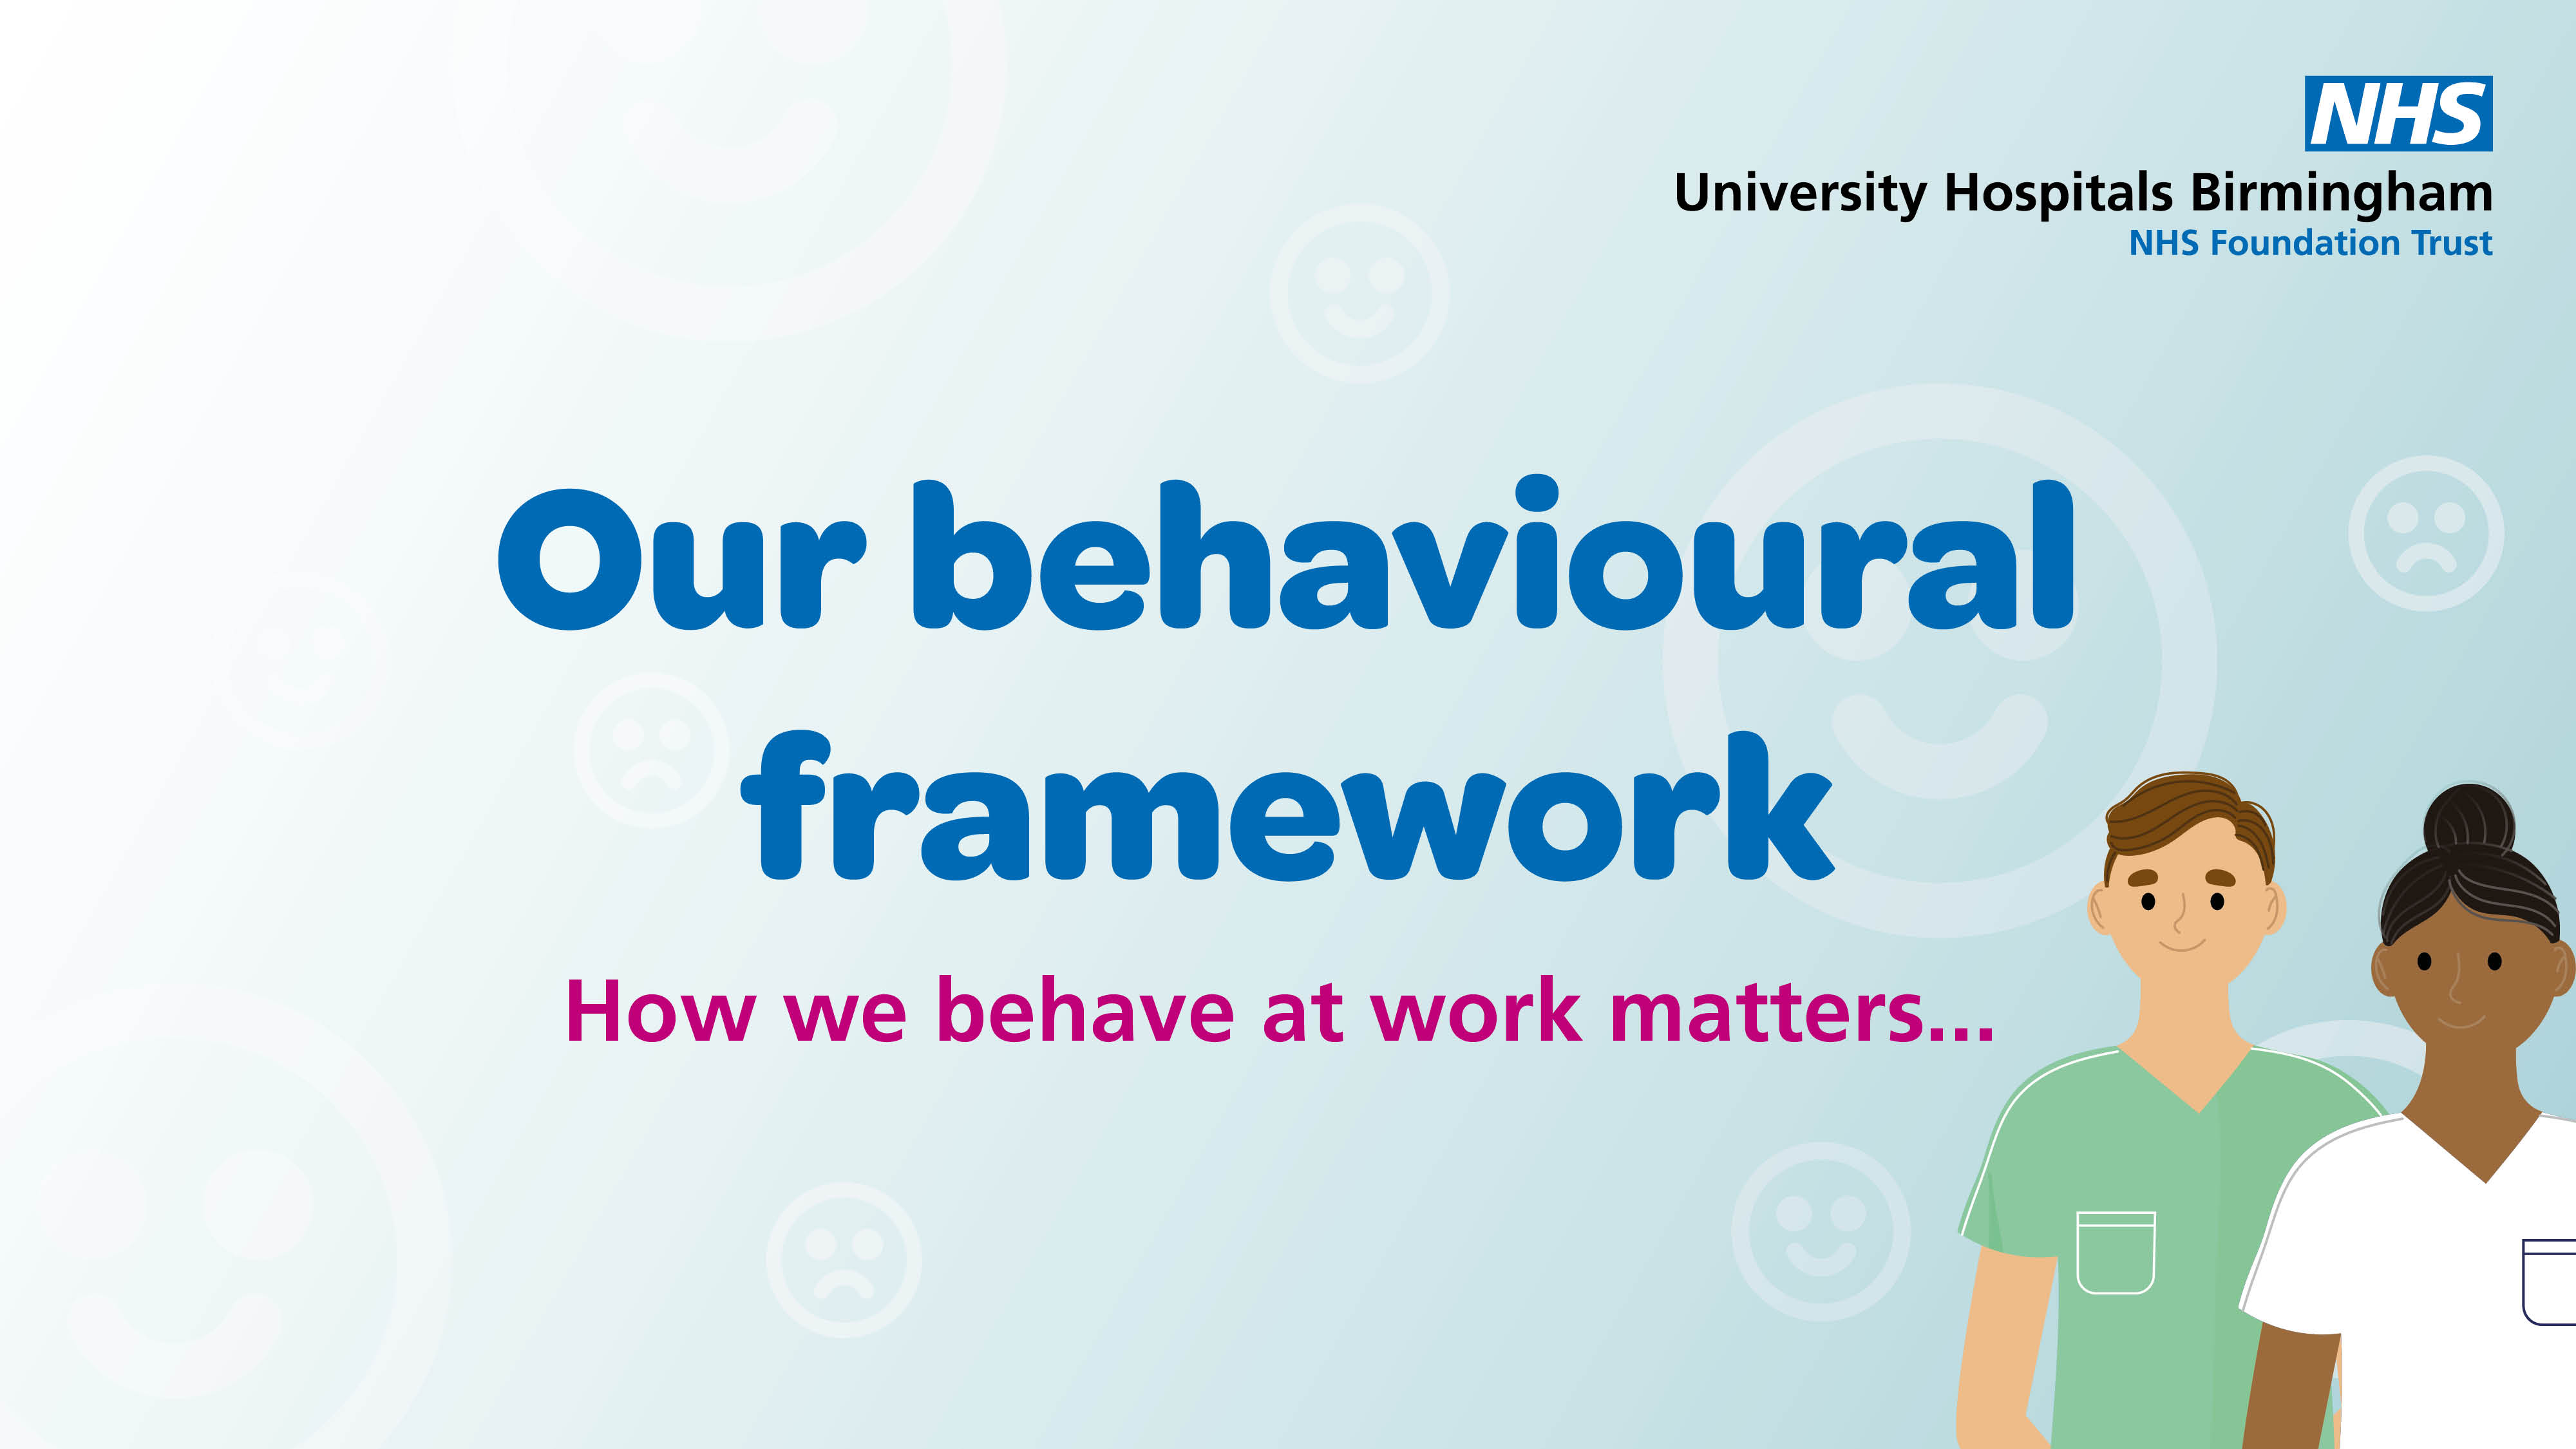 NHS
University Hospitals Birmingham
NHS Foundation Trust
Our behavioural
framework
How we behave at work matters...